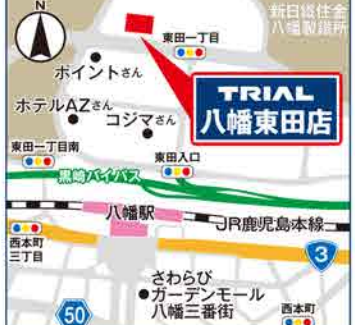 N
新日鐵住金
八幡製鐵所
東田一丁目
ポイントさん
TRIAL
八幡東田店
ホテルAZさん
コジマさん
東田一丁目南
東田入口
黒崎バイパス
八幡駅
JR鹿児島本線
西本町
三丁目
3
さわらび
ガーデンモール
八幡三番街
50
西本町